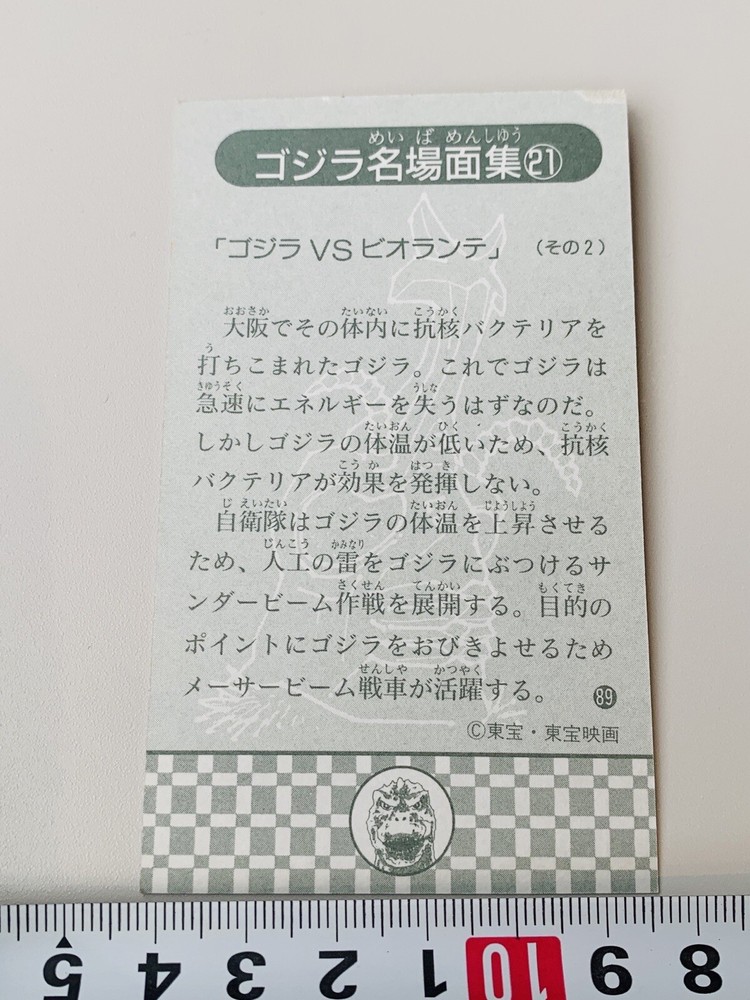 めいばめんしゅう
ゴジラ名場面集㉑
「ゴジラVSビオランテ」（その2）
おおさか たいない こうかく
大阪でその体内に抗核バクテリアを
う
打ちこまれたゴジラ。これでゴジラは
きゅうそく うしな
急速にエネルギーを失うはずなのだ。
たいおん ひく こうかく
しかしゴジラの体温が低いため、抗核
こうか はっき
バクテリアが効果を発揮しない。
じえいたい たいおん じょうしょう
自衛隊はゴジラの体温を上昇させる
じんこう かみなり
ため、人工の雷をゴジラにぶつけるサ
さくせん てんかい もくてき
ンダービーム作戦を展開する。目的の
ポイントにゴジラをおびきよせるため
せんしゃ かつやく
メーサービーム戦車が活躍する。
89
©東宝・東宝映画
5 4 3 2 1 10 9 8